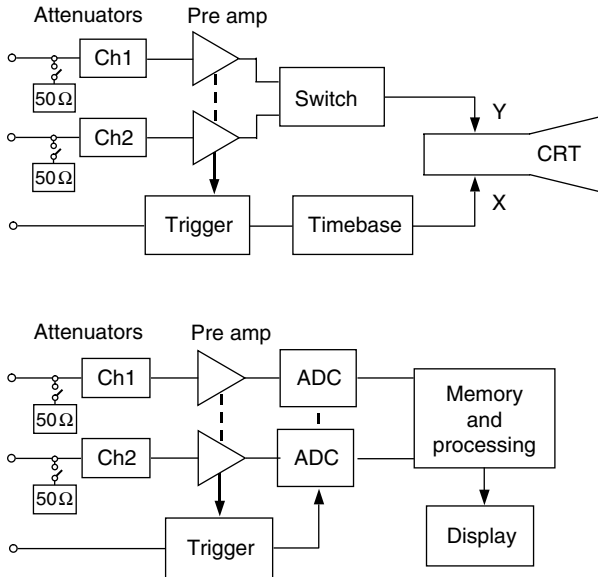 Attenuators Pre amp
Ch1
50Ω
Switch
Y
Ch2
50Ω
CRT
X
Trigger
Timebase
Attenuators Pre amp
Ch1
ADC
50Ω
Memory
and
processing
Ch2
ADC
50Ω
Display
Trigger